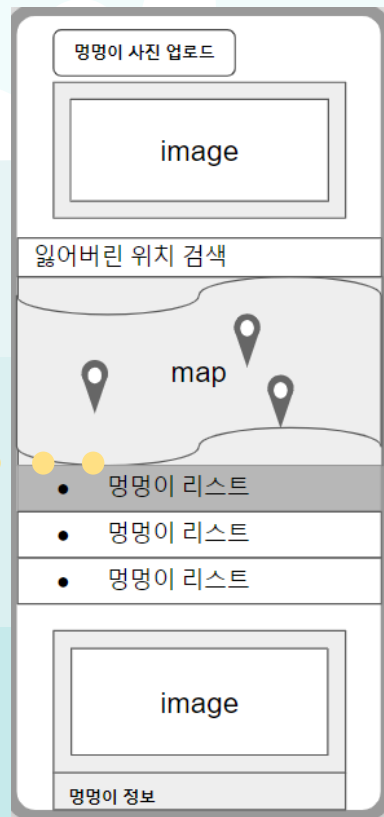 멍멍이 사진 업로드
image
잃어버린 위치 검색
map
• 멍멍이 리스트
• 멍멍이 리스트
• 멍멍이 리스트
image
멍멍이 정보